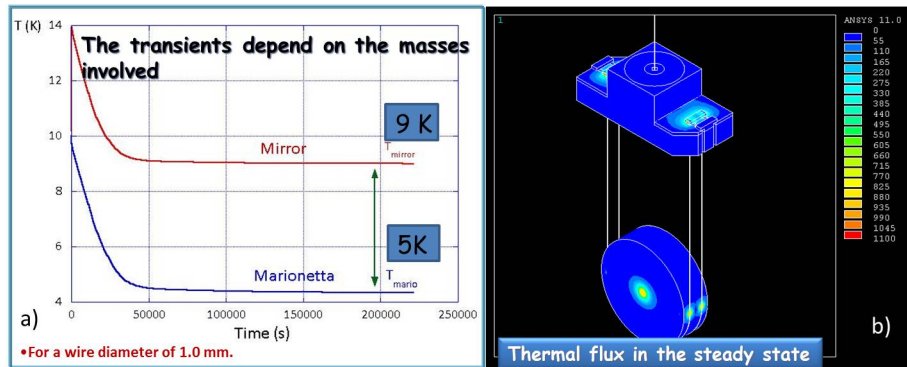 T (K)
14
12
10
8
6
4
The transients depend on the masses
involved
9 K
Mirror
T mirror
5K
Marionetta
T mario
0
50000
100000
150000
200000
250000
Time (s)
a)
•For a wire diameter of 1.0 mm.
1
ANSYS 11.0
0
55
110
165
220
275
330
385
440
495
550
605
660
715
770
825
880
935
990
1045
1100
b)
Thermal flux in the steady state